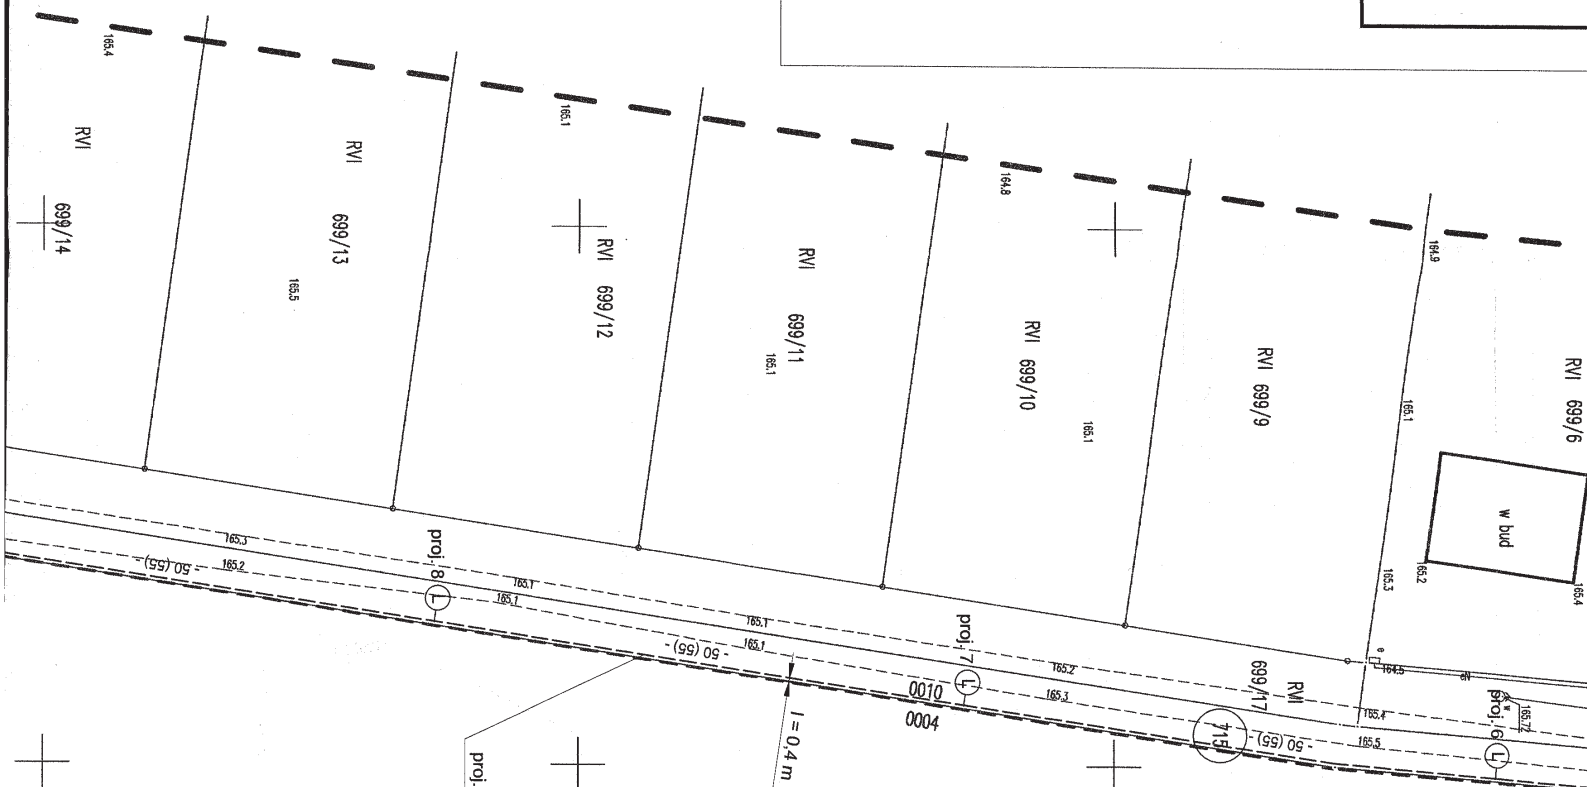 165.4
RVI
699/14
RVI
699/13
165.5
165.1
RVI 699/12
RVI
699/11
165.1
164.8
RVI 699/10
165.1
RVI 699/9
164.9
165.1
165.3
RVI 699/6
w bud
165.2
165.4
165.3
165.2
- 50 (55) -
proj. 8
L
165.1
165.1
165.1
165.1
- 50 (55) -
proj. 7
L
165.2
165.3
0010
0004
l = 0,4 m
proj.
RVI
699/17
715
- 50 (55) -
165.4
165.5
e
164.5
eN
proj. 6
w
165.72
L